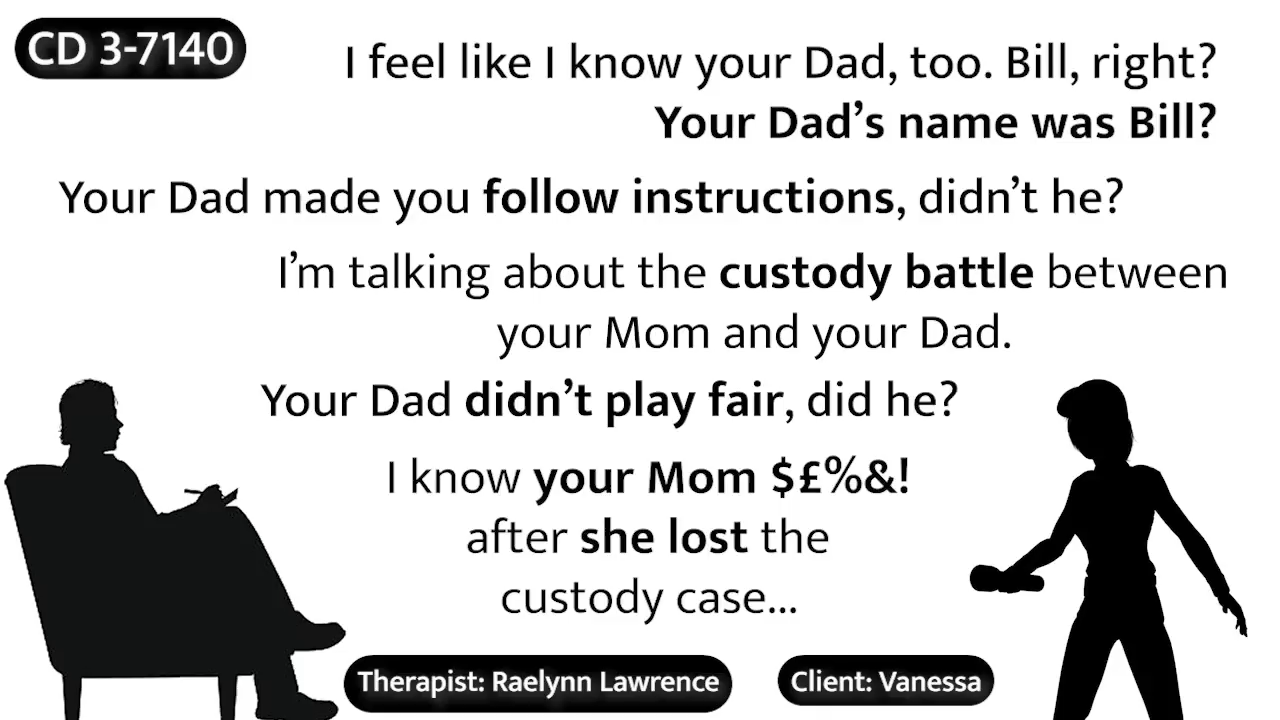 CD 3-7140
I feel like I know your Dad, too. Bill, right?
Your Dad’s name was Bill?
Your Dad made you follow instructions, didn’t he?
I’m talking about the custody battle between
your Mom and your Dad.
Your Dad didn’t play fair, did he?
I know your Mom $£%&!
after she lost the
custody case...
Therapist: Raelynn Lawrence
Client: Vanessa